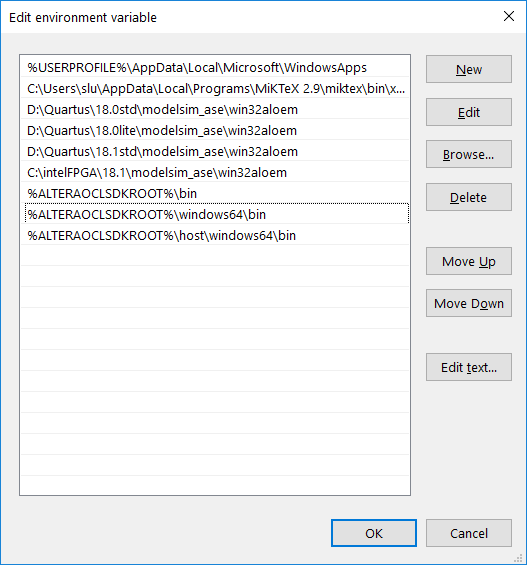 Edit environment variable
%USERPROFILE%\AppData\Local\Microsoft\WindowsApps
C:\Users\slu\AppData\Local\Programs\MiKTeX 2.9\miktex\bin\x...
D:\Quartus\18.0std\modelsim_ase\win32aloem
D:\Quartus\18.0lite\modelsim_ase\win32aloem
D:\Quartus\18.1std\modelsim_ase\win32aloem
C:\intelFPGA\18.1\modelsim_ase\win32aloem
%ALTERAOCLSDKROOT%\bin
%ALTERAOCLSDKROOT%\windows64\bin
%ALTERAOCLSDKROOT%\host\windows64\bin
New
Edit
Browse...
Delete
Move Up
Move Down
Edit text...
OK
Cancel